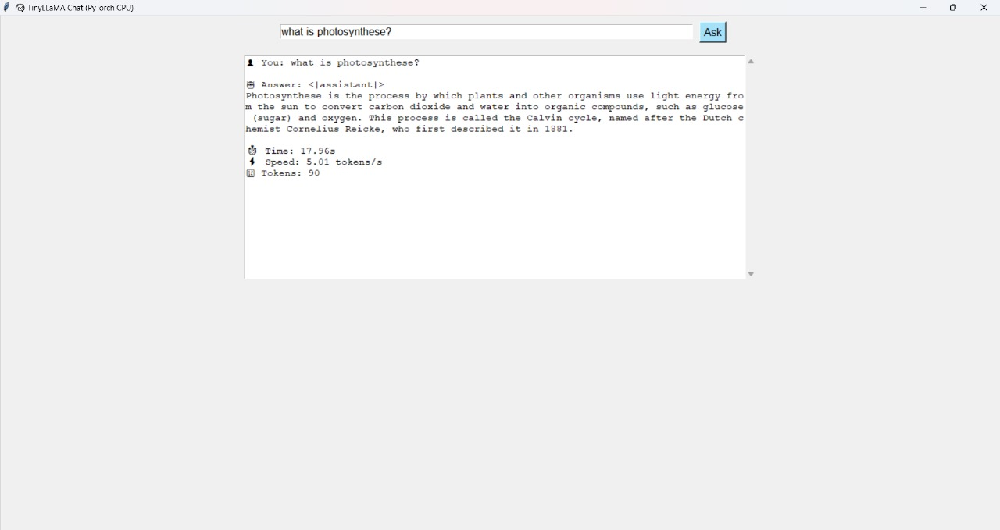 TinyLLaMA Chat (PyTorch CPU)
what is photosynthese?
Ask
You: what is photosynthese?
Answer: <|assistant|>
Photosynthese is the process by which plants and other organisms use light energy fro
m the sun to convert carbon dioxide and water into organic compounds, such as glucose
(sugar) and oxygen. This process is called the Calvin cycle, named after the Dutch c
hemist Cornelius Reicke, who first described it in 1881.
Time: 17.96s
Speed: 5.01 tokens/s
Tokens: 90